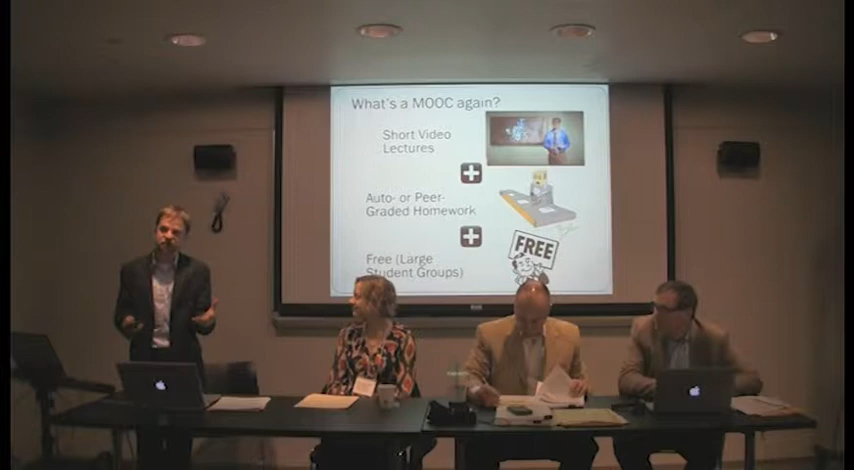 What's a MOOC again?
Short Video
Lectures
Auto- or Peer-
Graded Homework
FREE
Free (Large
Student Groups)